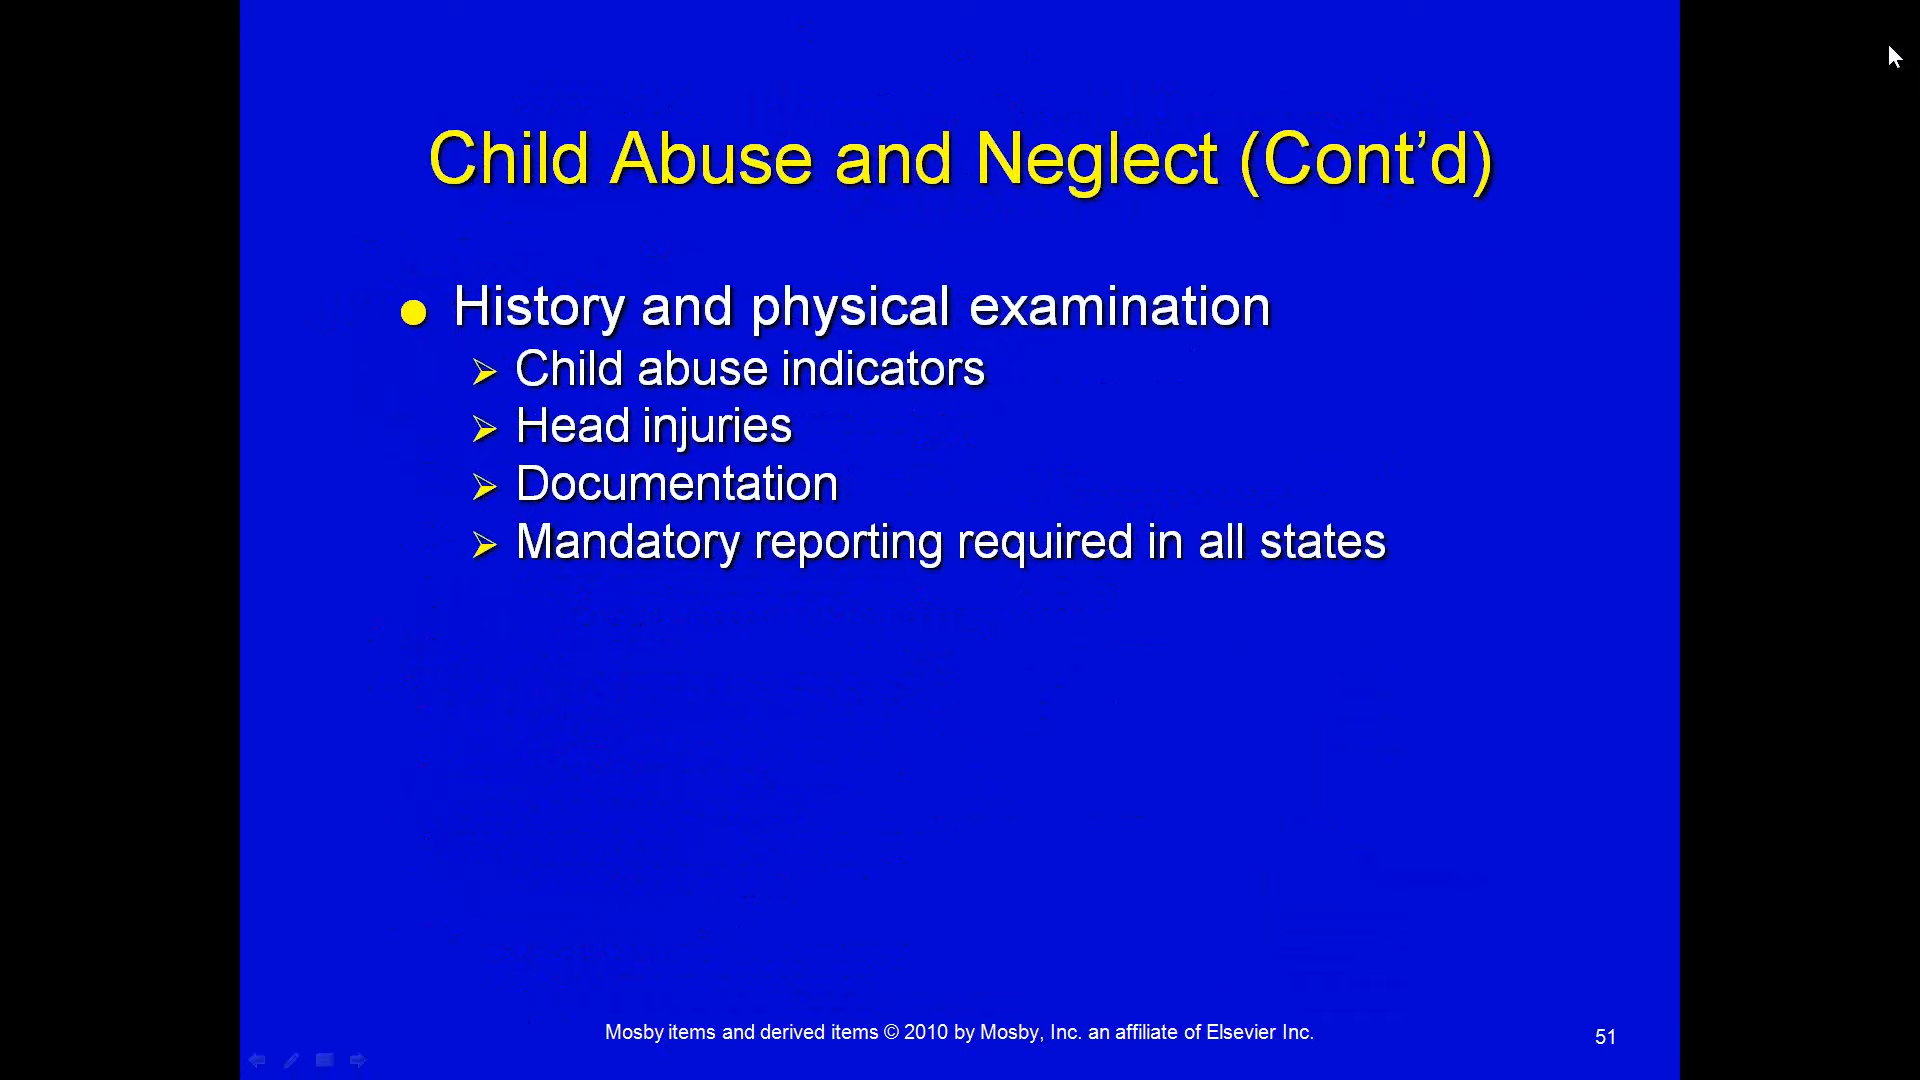 Child Abuse and Neglect (Cont’d)
History and physical examination
Child abuse indicators
Head injuries
Documentation
Mandatory reporting required in all states
Mosby items and derived items © 2010 by Mosby, Inc. an affiliate of Elsevier Inc.
51